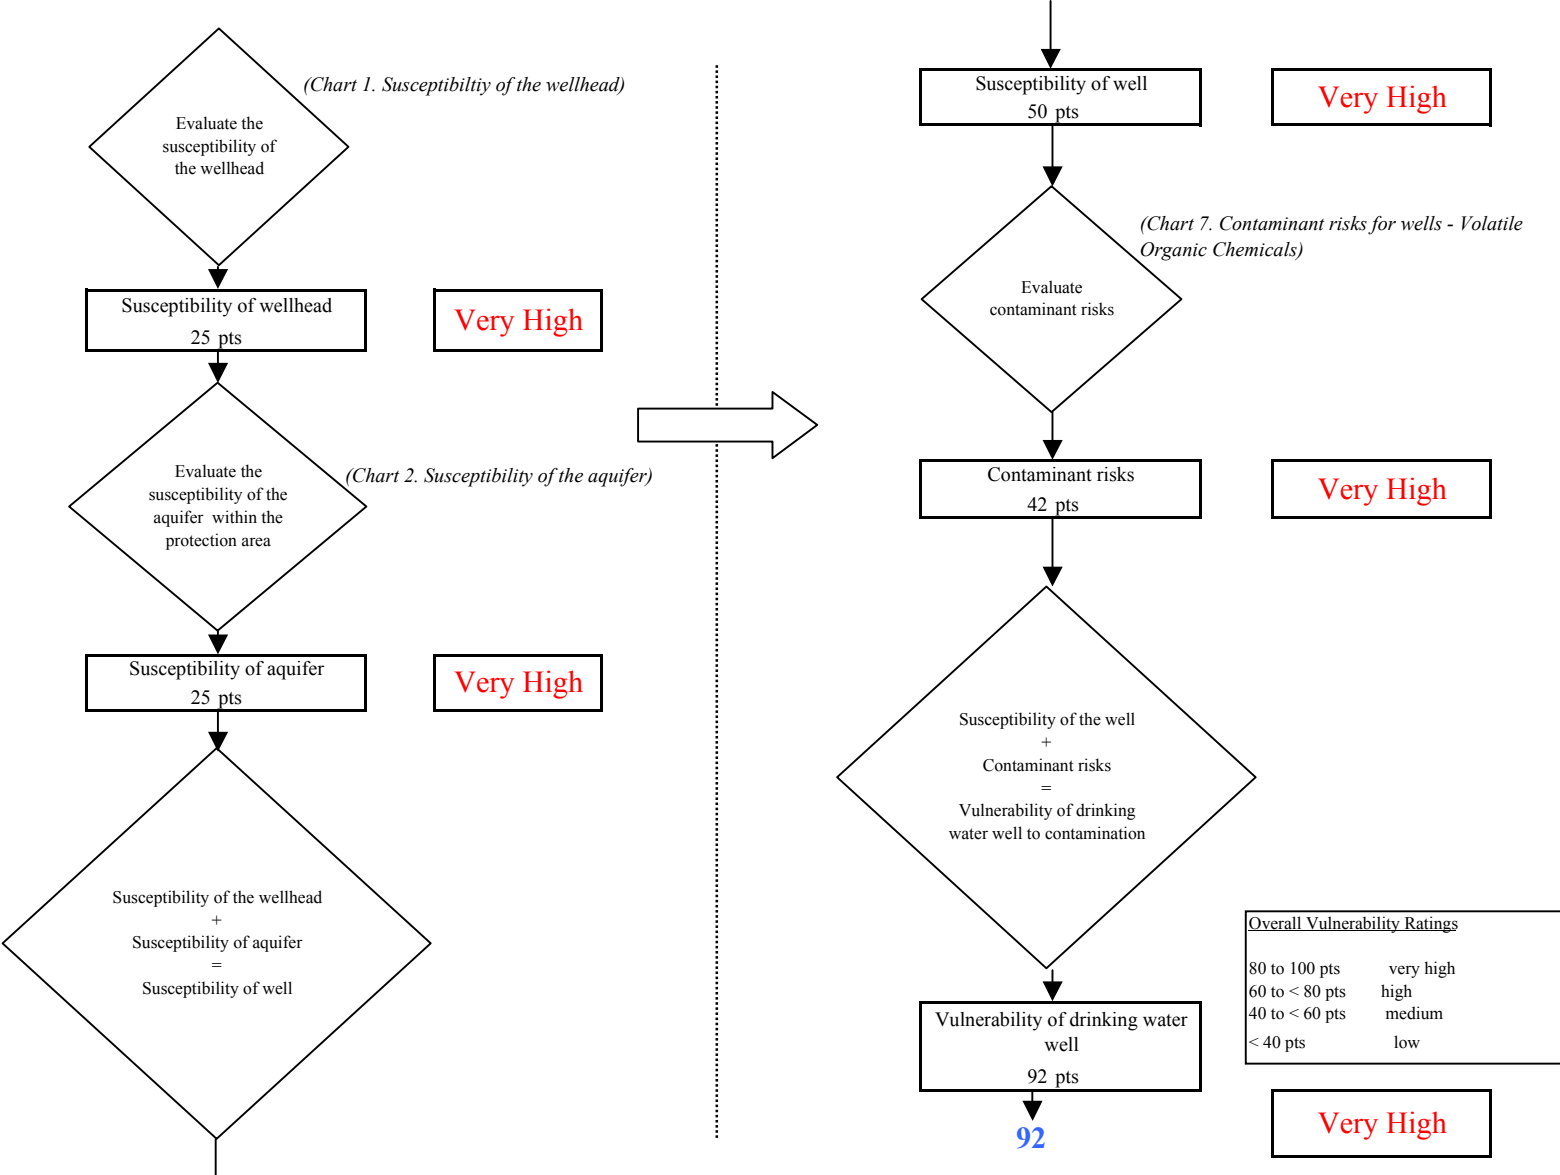 (Chart 1. Susceptibiltiy of the wellhead)
Evaluate the
susceptibility of
the wellhead
Susceptibility of wellhead
25 pts
Very High
(Chart 2. Susceptibility of the aquifer)
Evaluate the
susceptibility of the
aquifer within the
protection area
Susceptibility of aquifer
25 pts
Very High
Susceptibility of the wellhead
+
Susceptibility of aquifer
=
Susceptibility of well
Susceptibility of well
50 pts
Very High
(Chart 7. Contaminant risks for wells - Volatile
Organic Chemicals)
Evaluate
contaminant risks
Contaminant risks
42 pts
Very High
Susceptibility of the well
+
Contaminant risks
=
Vulnerability of drinking
water well to contamination
Overall Vulnerability Ratings
80 to 100 pts very high
60 to < 80 pts high
40 to < 60 pts medium
< 40 pts low
Vulnerability of drinking water
well
92 pts
92
Very High